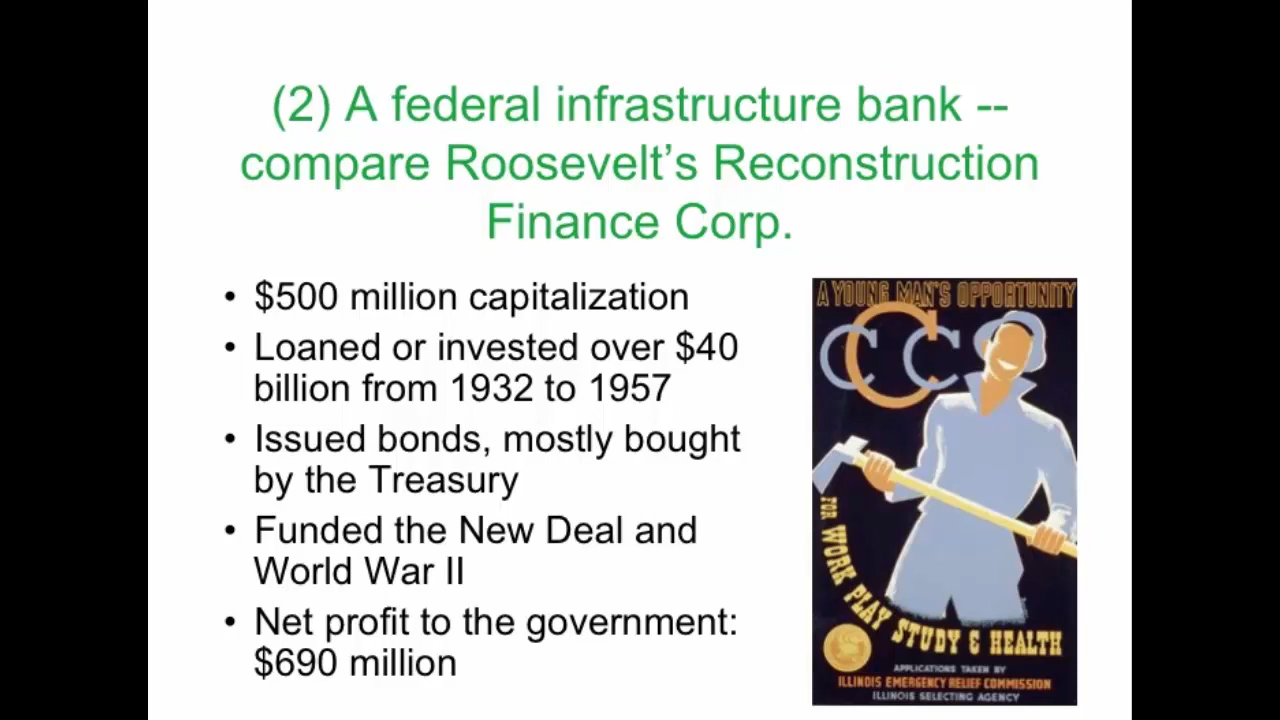 (2) A federal infrastructure bank --
compare Roosevelt’s Reconstruction
Finance Corp.
• $500 million capitalization
• Loaned or invested over $40
billion from 1932 to 1957
• Issued bonds, mostly bought
by the Treasury
• Funded the New Deal and
World War II
• Net profit to the government:
$690 million
A YOUNG MAN'S OPPORTUNITY
CCC
FOR WORK PLAY STUDY & HEALTH
APPLICATIONS TAKEN BY
ILLINOIS EMERGENCY RELIEF COMMISSION
ILLINOIS SELECTING AGENCY